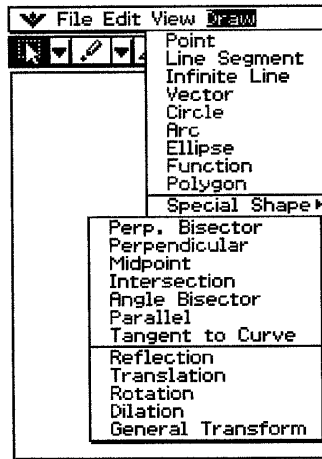 File Edit View Draw
Point
Line Segment
Infinite Line
Vector
Circle
Arc
Ellipse
Function
Polygon
Special Shape
Perp. Bisector
Perpendicular
Midpoint
Intersection
Angle Bisector
Parallel
Tangent to Curve
Reflection
Translation
Rotation
Dilation
General Transform